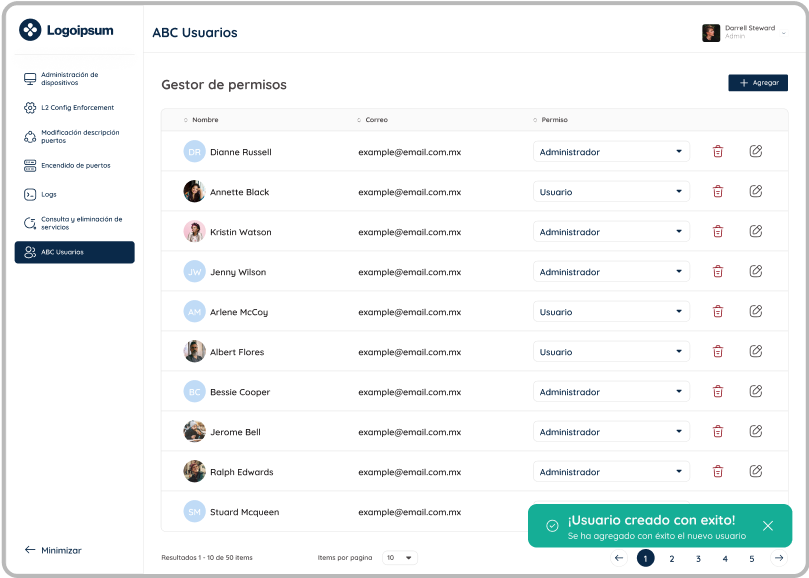 Logoipsum
ABC Usuarios
Darrell Steward
Admin
Administración de
dispositivos
L2 Config Enforcement
Modificación descripción
puertos
Encendido de puertos
Logs
Consulta y eliminación de
servicios
ABC Usuarios
Minimizar
Gestor de permisos
Agregar
Nombre Correo Permiso
DR Dianne Russell example@email.com.mx Administrador
Annette Black example@email.com.mx Usuario
Kristin Watson example@email.com.mx Administrador
JW Jenny Wilson example@email.com.mx Administrador
AM Arlene McCoy example@email.com.mx Usuario
Albert Flores example@email.com.mx Usuario
BC Bessie Cooper example@email.com.mx Administrador
Jerome Bell example@email.com.mx Administrador
Ralph Edwards example@email.com.mx Administrador
SM Stuard Mcqueen example@email.com.mx
¡Usuario creado con exito!
Se ha agregado con éxito el nuevo usuario
Resultados 1 - 10 de 50 items Items por pagina 10 1 2 3 4 5